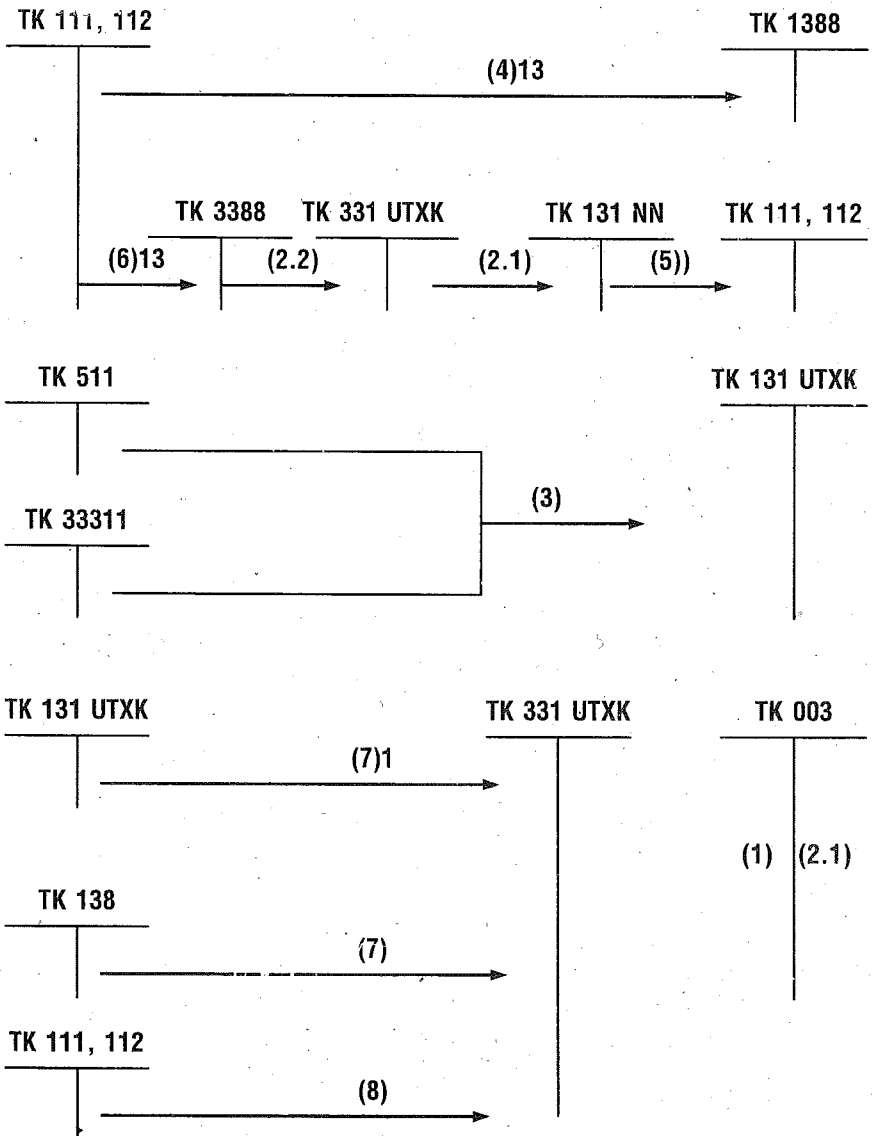 TK 111, 112 TK 1388
(4)13
TK 3388 TK 331 UTXK TK 131 NN TK 111, 112
(6)13 (2.2) (2.1) (5))
TK 511 TK 131 UTXK
(3)
TK 33311
TK 131 UTXK TK 331 UTXK TK 003
(7)1
(1) (2.1)
TK 138
(7)
TK 111, 112
(8)